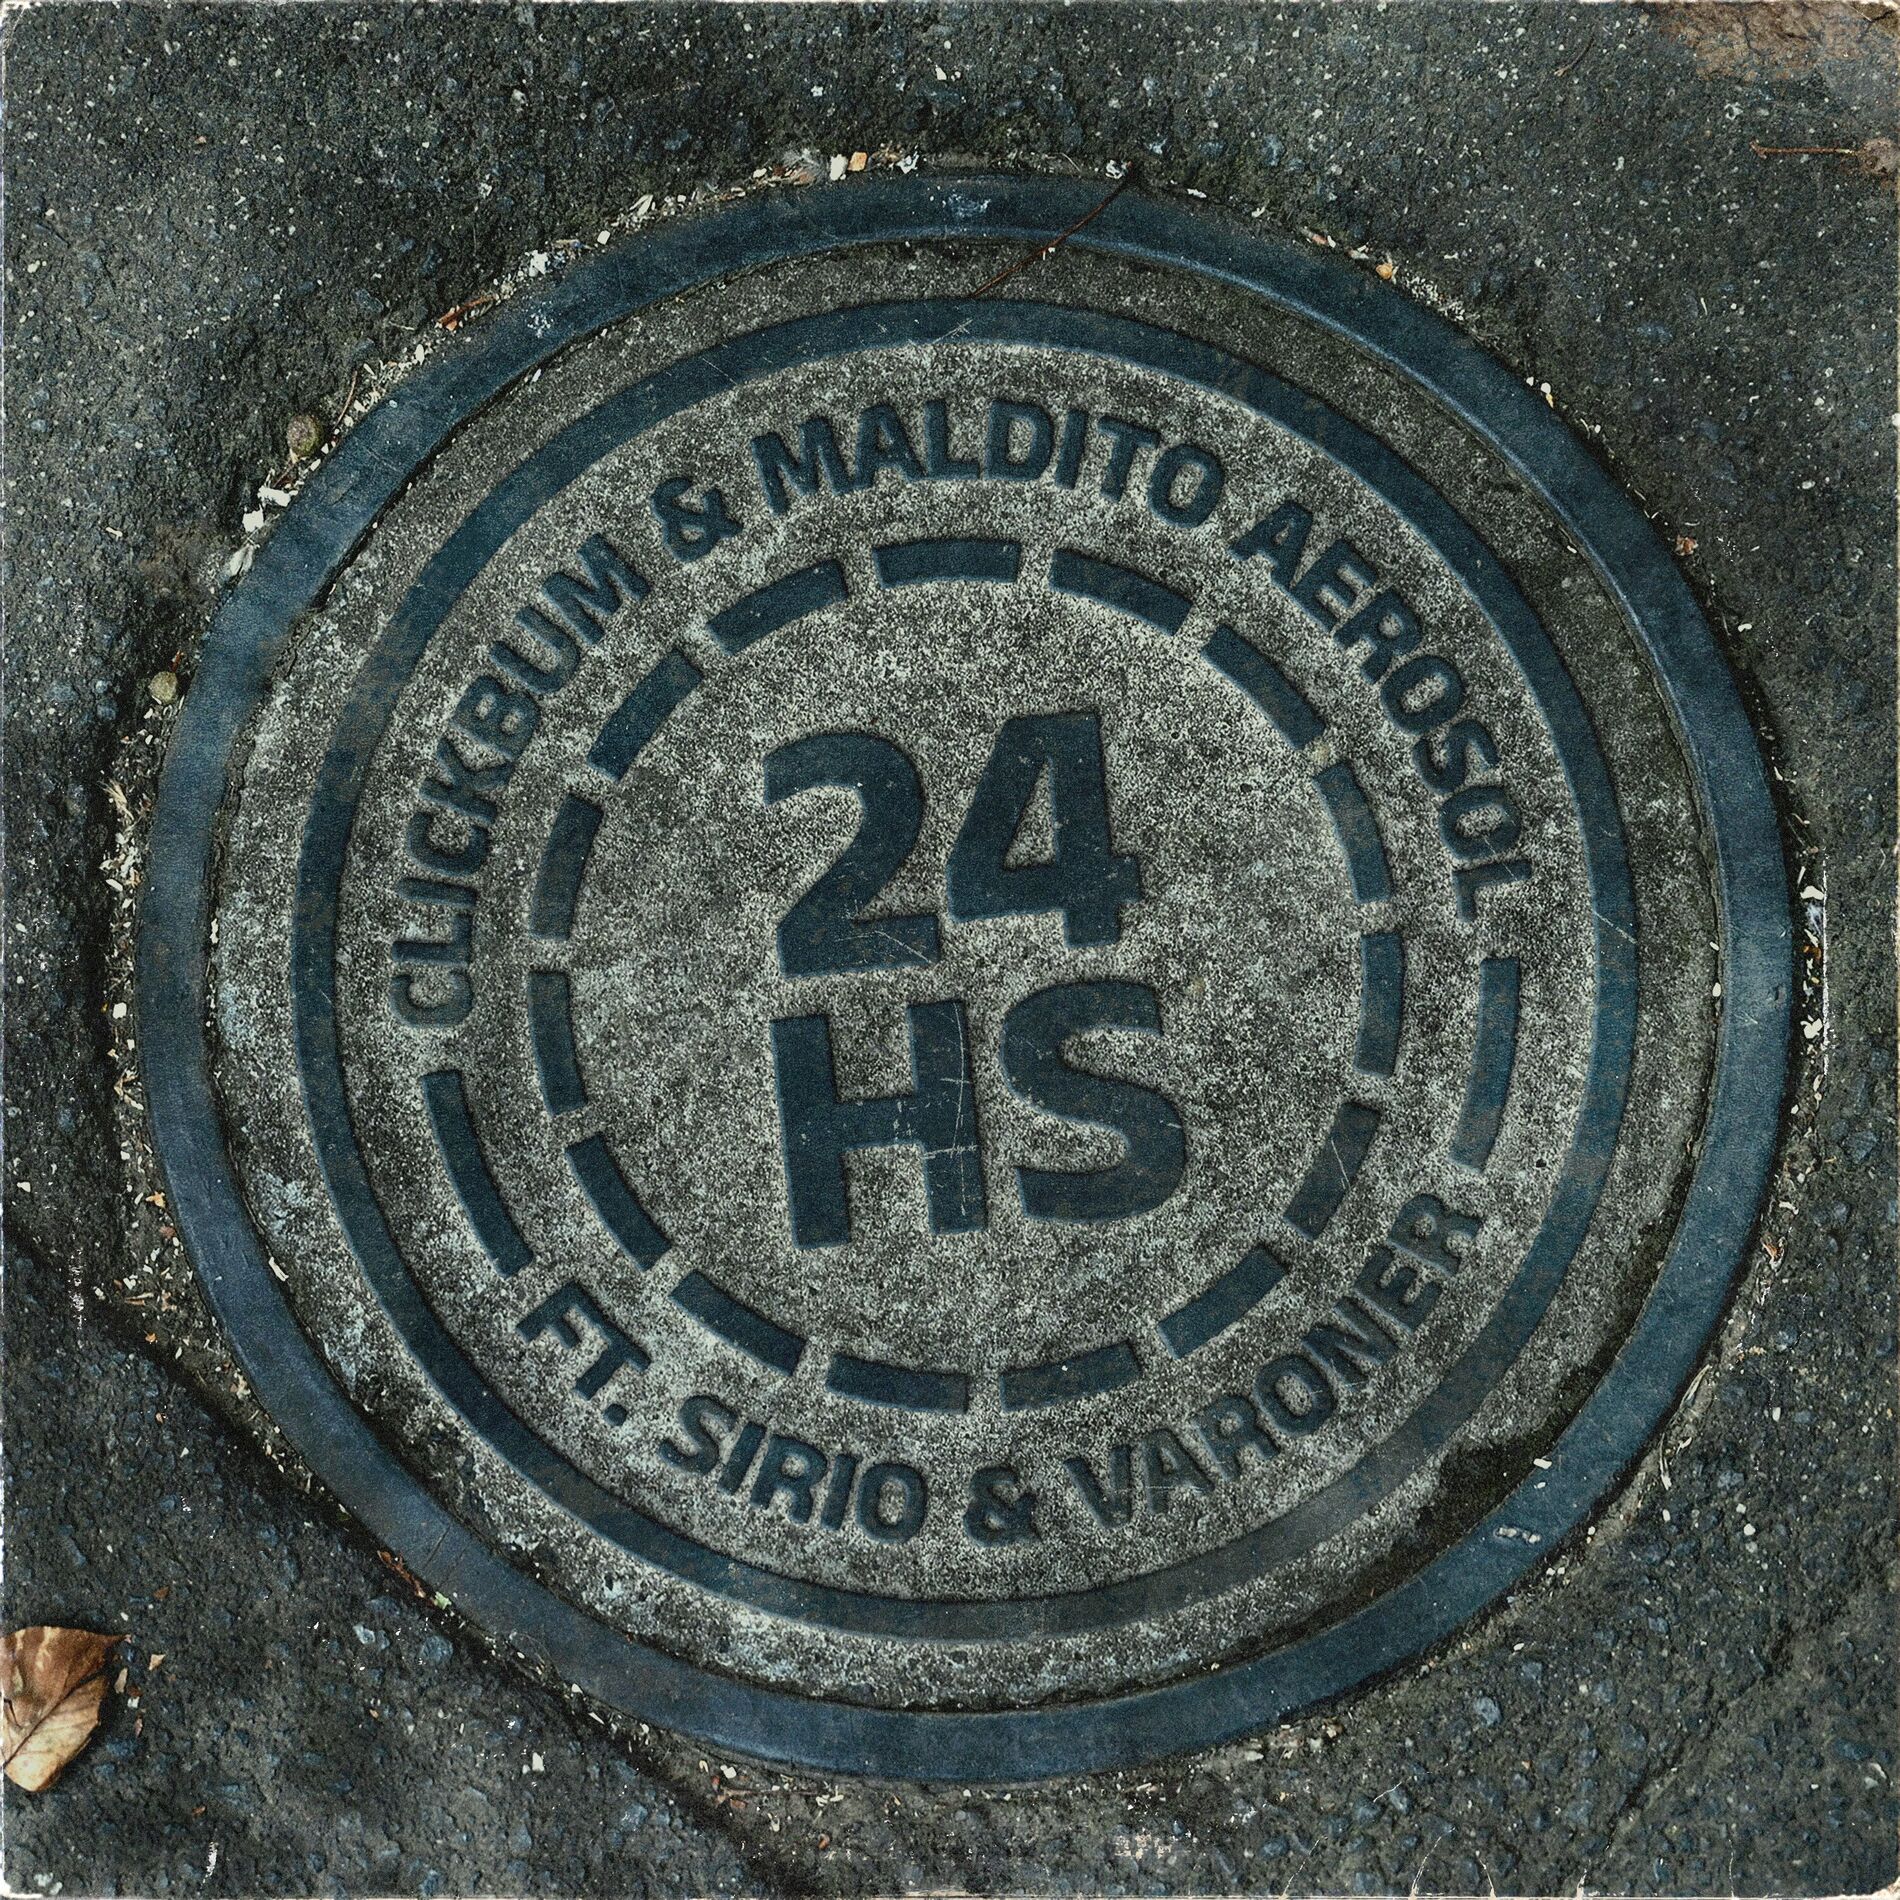 CLICKBUM & MALDITO AEROSOL
24
HS
FT. SIRIO & VARONER